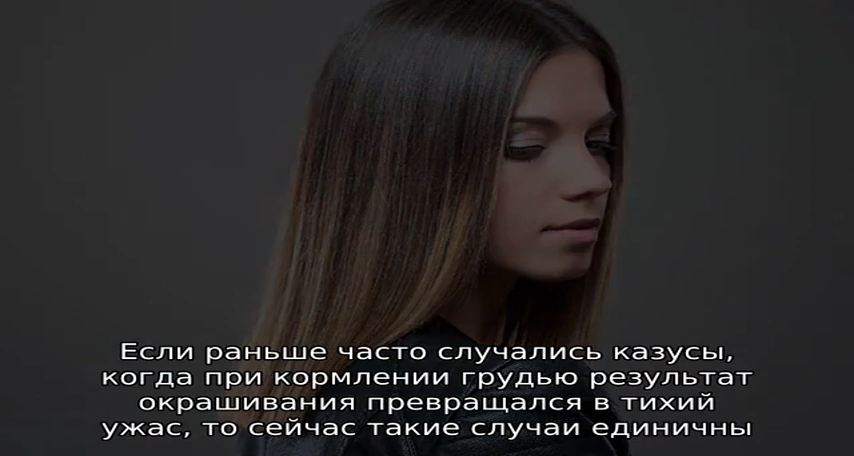 Если раньше часто случались казусы,
когда при кормлении грудью результат
окрашивания превращался в тихий
ужас, то сейчас такие случаи единичны